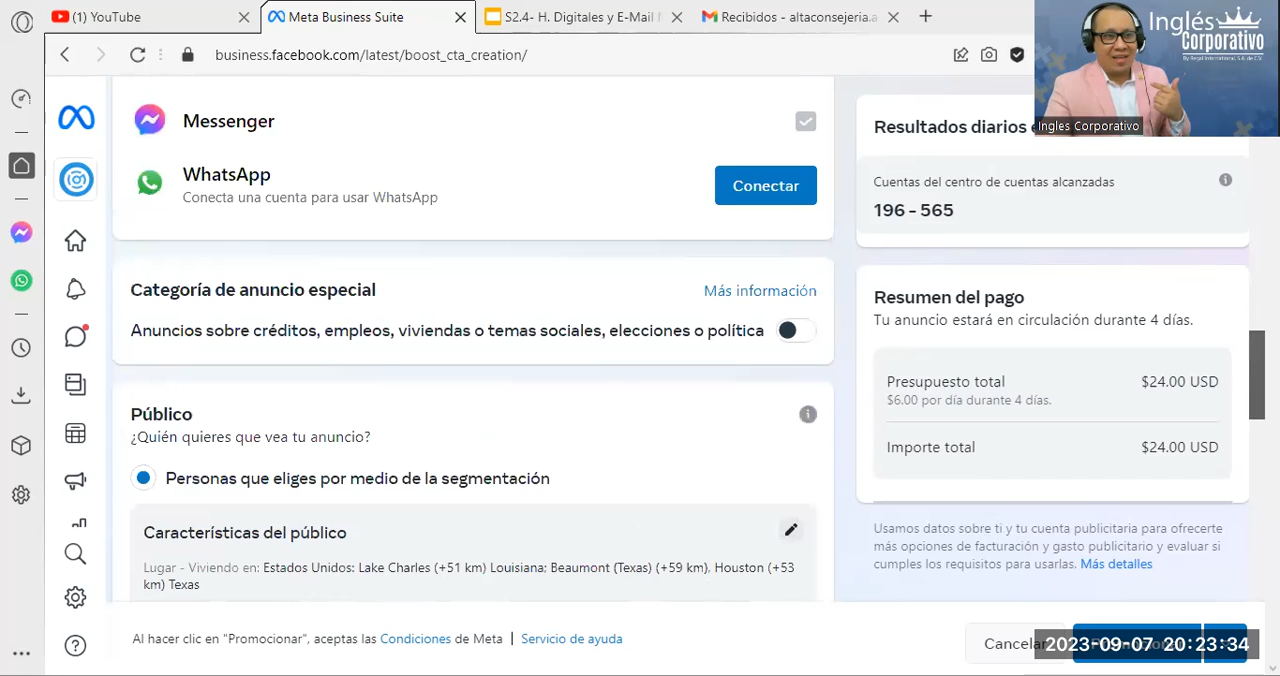 (1) YouTube
Meta Business Suite
S2.4- H. Digitales y E-Mail
Recibidos - altaconsejeria.a
business.facebook.com/latest/boost_cta_creation/
Inglés
Corporativo
By Regal International, S.A. de C.V.
Ingles Corporativo
Messenger
WhatsApp
Conecta una cuenta para usar WhatsApp
Conectar
Categoría de anuncio especial
Más información
Anuncios sobre créditos, empleos, viviendas o temas sociales, elecciones o política
Público
¿Quién quieres que vea tu anuncio?
Personas que eliges por medio de la segmentación
Características del público
Lugar - Viviendo en: Estados Unidos: Lake Charles (+51 km) Louisiana; Beaumont (Texas) (+59 km), Houston (+53
km) Texas
Resultados diarios
Cuentas del centro de cuentas alcanzadas
196 - 565
Resumen del pago
Tu anuncio estará en circulación durante 4 días.
Presupuesto total
$24.00 USD
$6.00 por día durante 4 días.
Importe total
$24.00 USD
Usamos datos sobre ti y tu cuenta publicitaria para ofrecerte
más opciones de facturación y gasto publicitario y evaluar si
cumples los requisitos para usarlas. Más detalles
Al hacer clic en "Promocionar", aceptas las Condiciones de Meta | Servicio de ayuda
Cancelar
2023-09-07 20:23:34